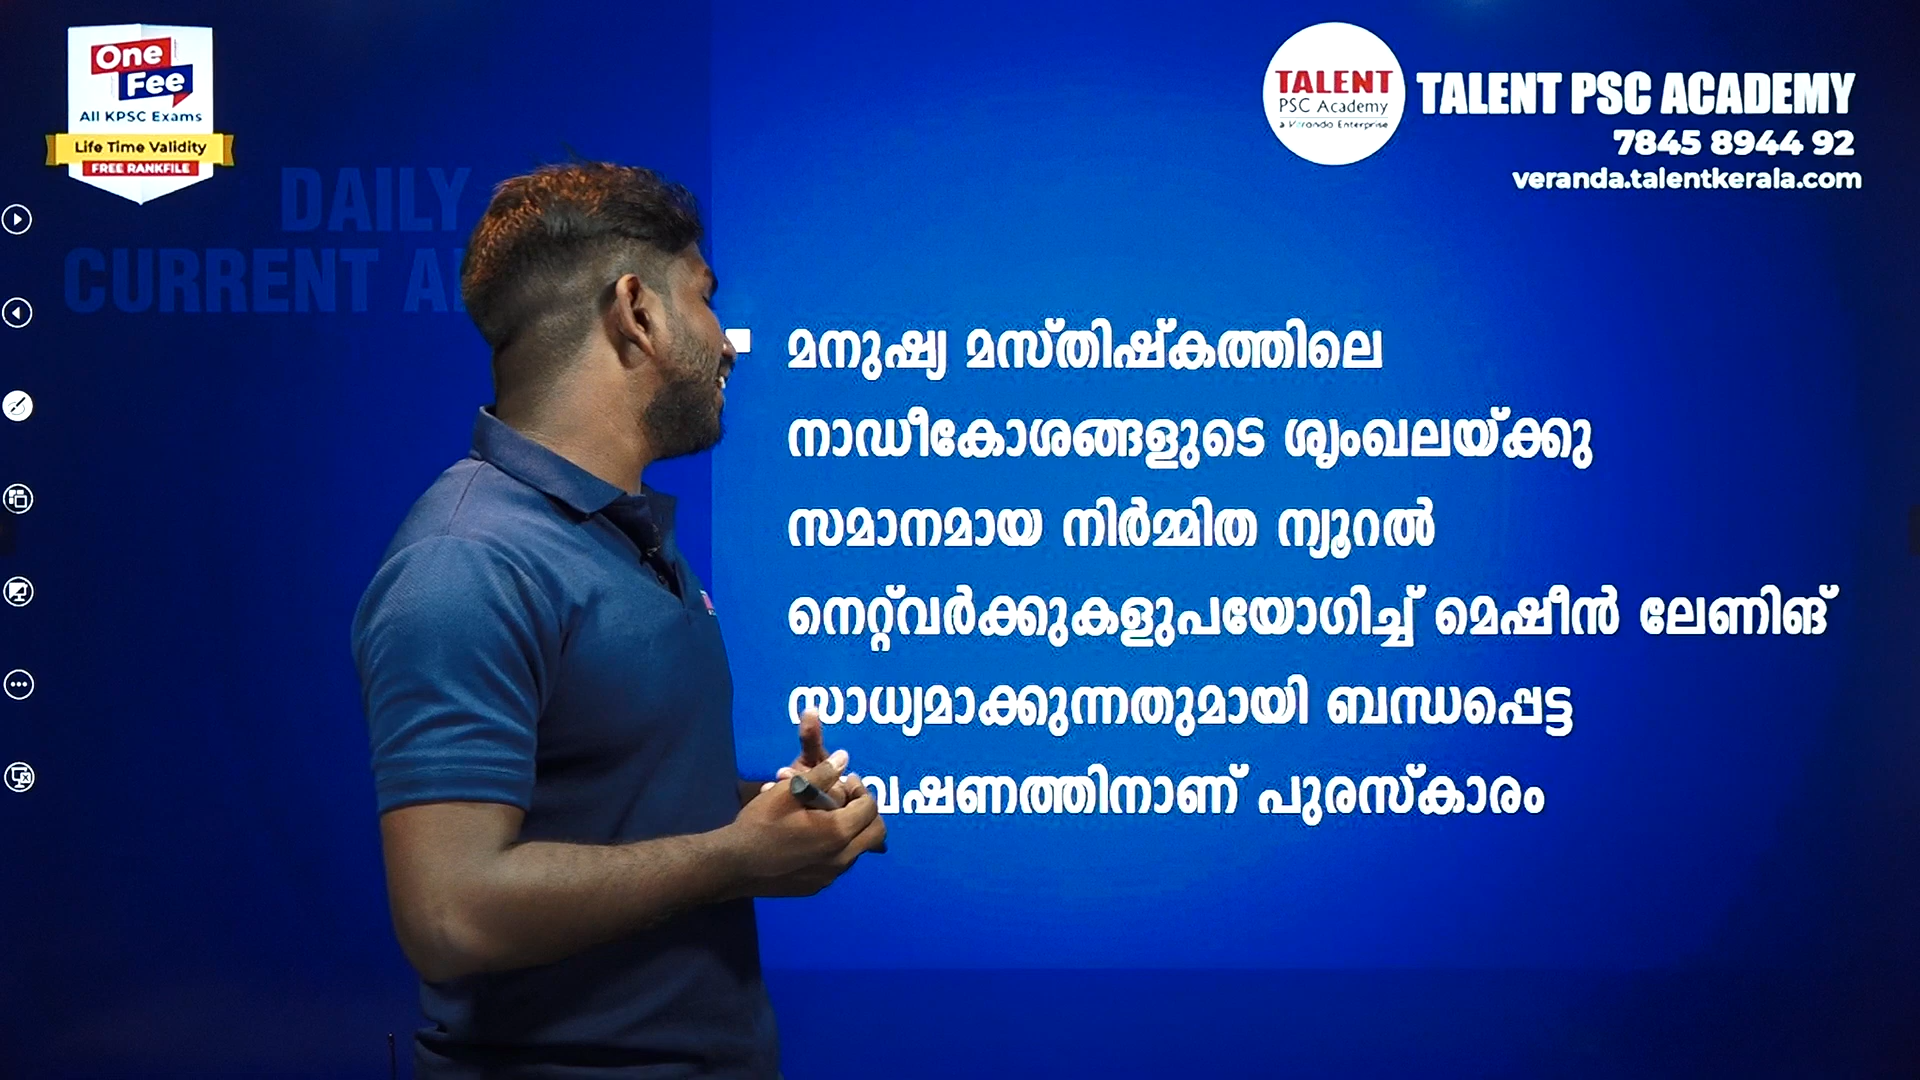 One
Fee
All KPSC Exams
Life Time Validity
FREE RANKFILE
TALENT
PSC Academy
a Veranda Enterprise
TALENT PSC ACADEMY
7845 8944 92
veranda.talentkerala.com
DAILY
CURRENT
മനുഷ്യ മസ്തിഷ്കത്തിലെ
നാഡീകോശങ്ങളുടെ ശൃംഖലയ്ക്കു
സമാനമായ നിർമ്മിത ന്യൂറൽ
നെറ്റ്‌വർക്കുകളുപയോഗിച്ച് മെഷീൻ ലേണിങ്
സാധ്യമാക്കുന്നതുമായി ബന്ധപ്പെട്ട
പുരസ്കാരം